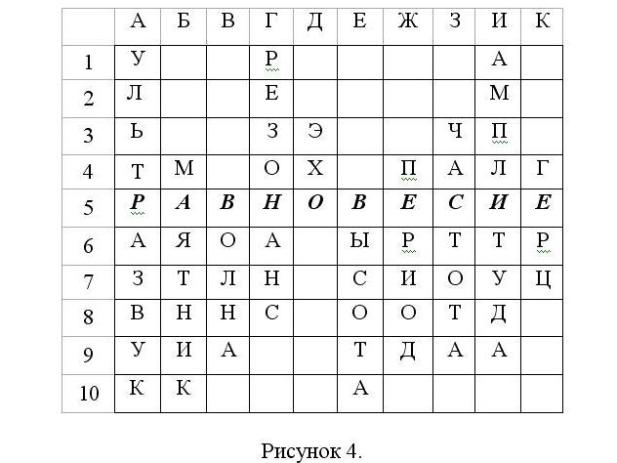 А Б В Г Д Е Ж З И К
1 У Р А
2 Л Е М
3 Ь З Э Ч П
4 Т М О Х П А Л Г
5 Р А В Н О В Е С И Е
6 А Я О А Ы Р Т Т Р
7 З Т Л Н С И О У Ц
8 В Н Н С О О Т Д
9 У И А Т Д А А
10 К К А
Рисунок 4.